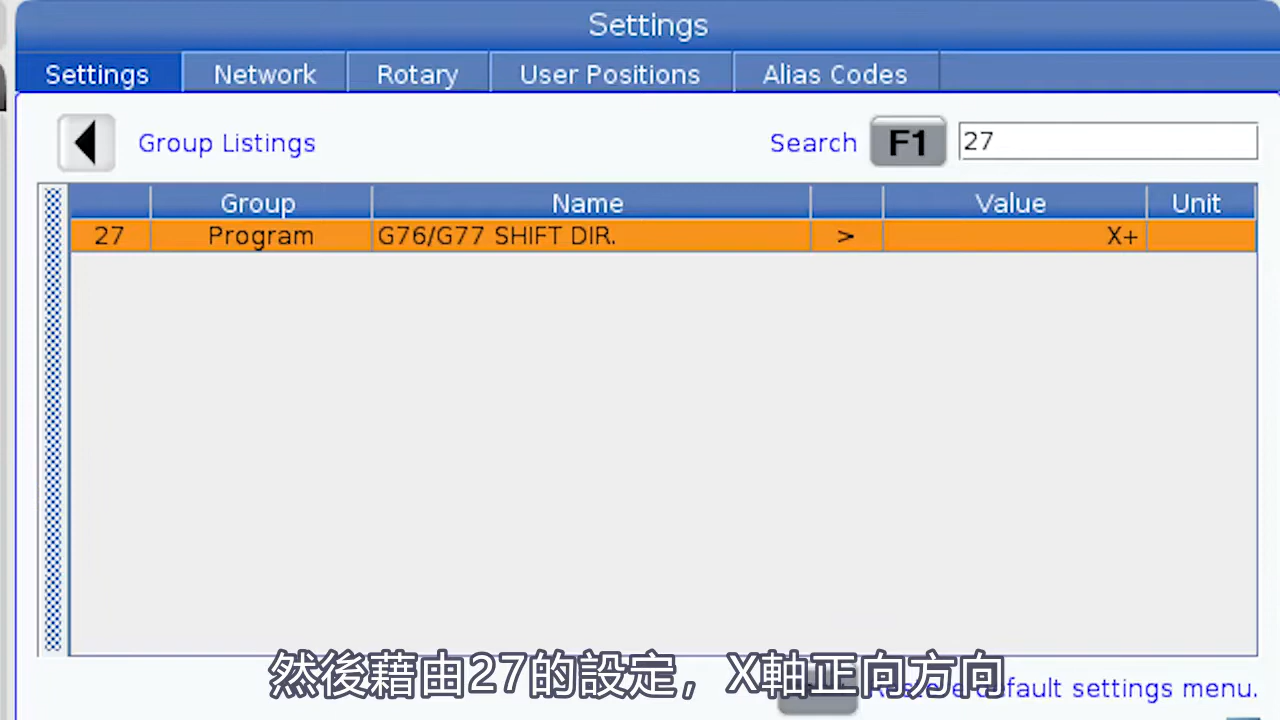 Settings
Settings Network Rotary User Positions Alias Codes
Group Listings Search F1 27
Group Name Value Unit
27 Program G76/G77 SHIFT DIR. > X+
然後藉由27的設定，X軸正向方向
default settings menu.